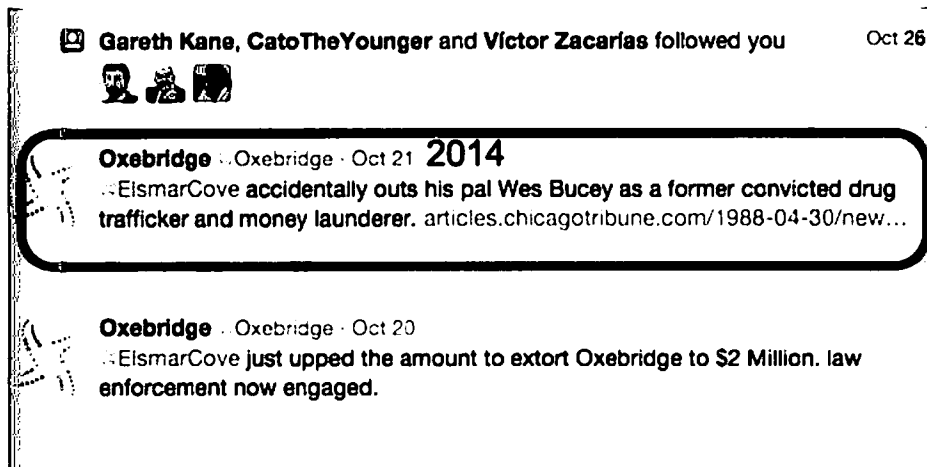 Gareth Kane, CatoTheYounger and Víctor Zacarías followed you Oct 26
Oxebridge Oxebridge · Oct 21 2014
ElsmarCove accidentally outs his pal Wes Bucey as a former convicted drug
trafficker and money launderer. articles.chicagotribune.com/1988-04-30/new...
Oxebridge Oxebridge · Oct 20
ElsmarCove just upped the amount to extort Oxebridge to $2 Million. law
enforcement now engaged.